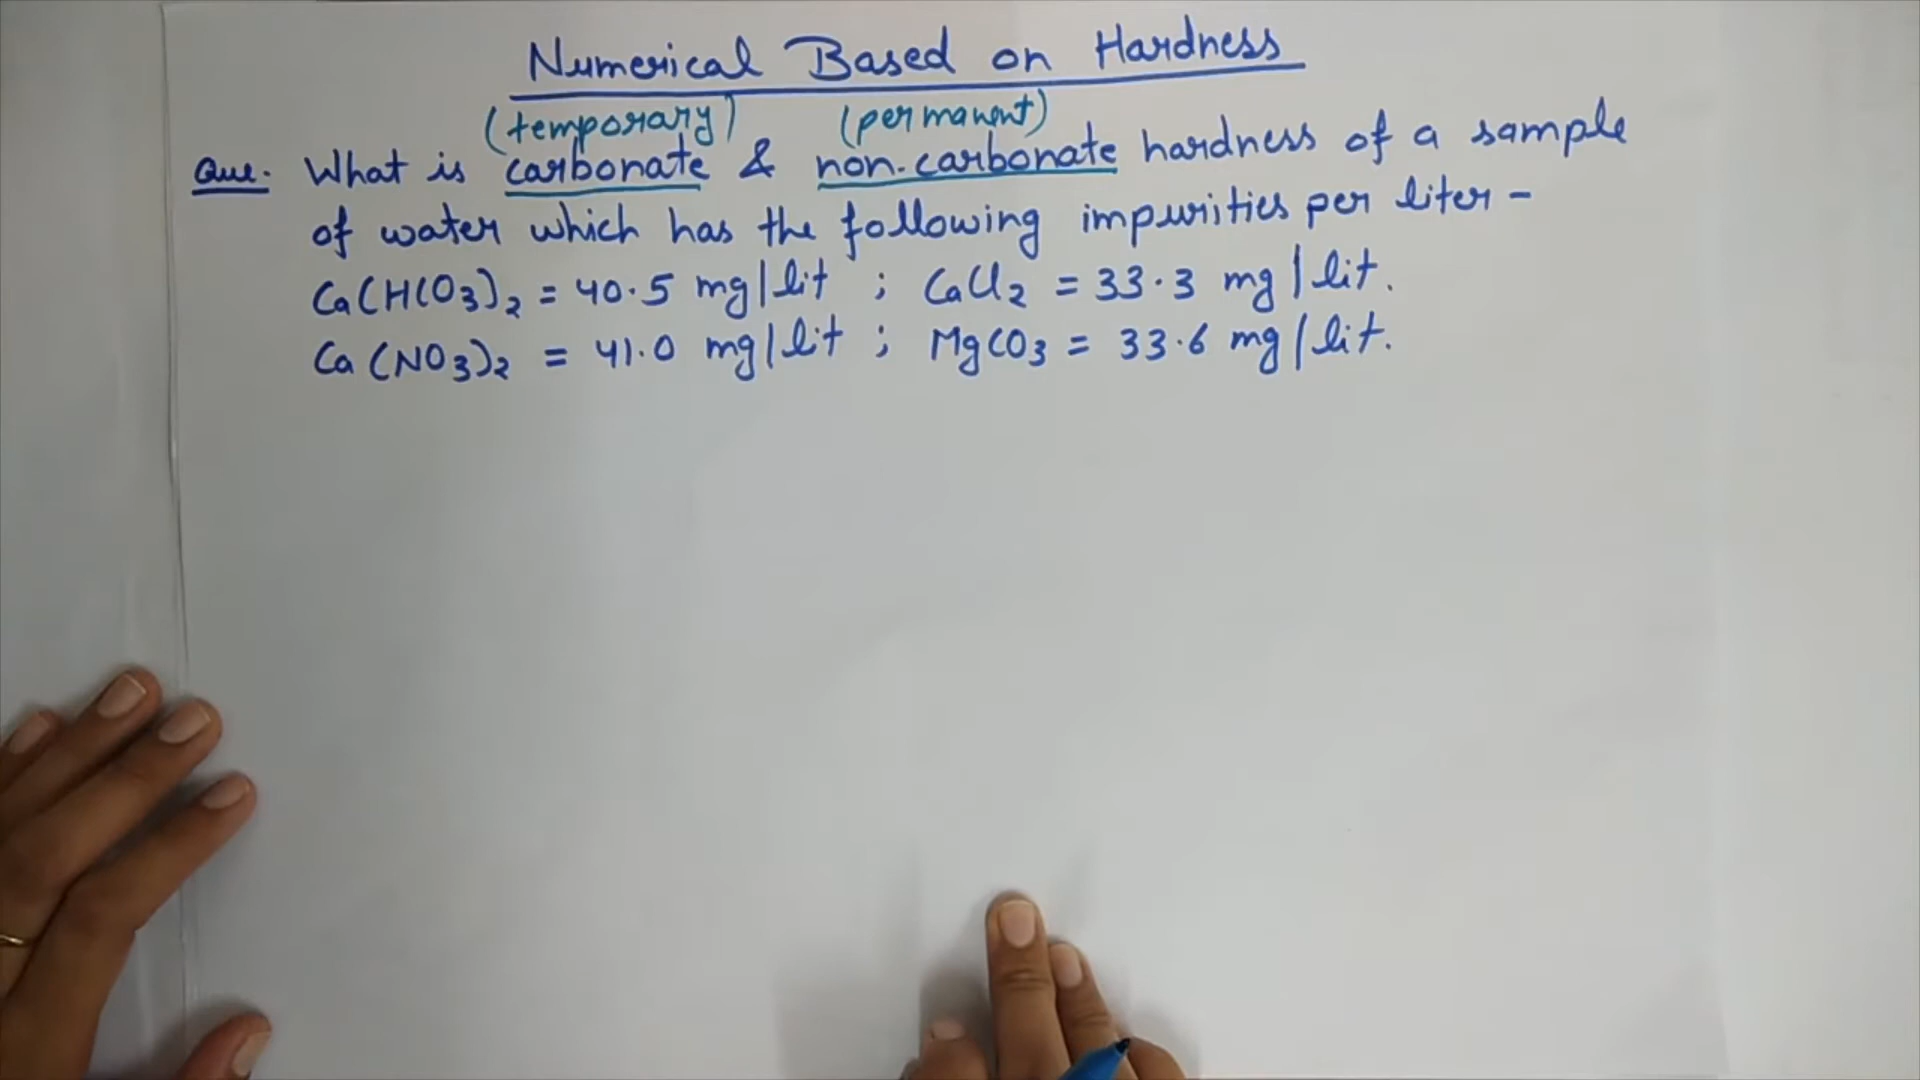 Numerical Based on Hardness
(temporary) (permanent)
Que. What is carbonate & non-carbonate hardness of a sample
of water which has the following impurities per liter -
Ca(HCO3)2 = 40.5 mg/lit ; CaCl2 = 33.3 mg/lit.
Ca(NO3)2 = 41.0 mg/lit ; MgCO3 = 33.6 mg/lit.